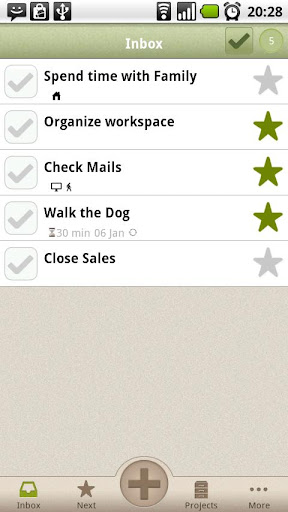 20:28
Inbox
5
Spend time with Family
Organize workspace
Check Mails
Walk the Dog
30 min 06 Jan
Close Sales
Inbox
Next
Projects
More